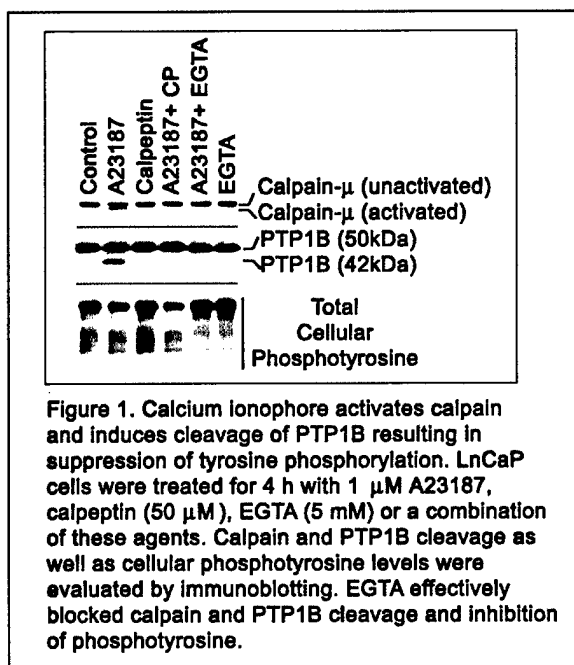 Control
A23187
Calpeptin
A23187+ CP
A23187+ EGTA
EGTA
Calpain-μ (unactivated)
Calpain-μ (activated)
PTP1B (50kDa)
PTP1B (42kDa)
Total
Cellular
Phosphotyrosine
Figure 1. Calcium ionophore activates calpain
and induces cleavage of PTP1B resulting in
suppression of tyrosine phosphorylation. LnCaP
cells were treated for 4 h with 1 μM A23187,
calpeptin (50 μM), EGTA (5 mM) or a combination
of these agents. Calpain and PTP1B cleavage as
well as cellular phosphotyrosine levels were
evaluated by immunoblotting. EGTA effectively
blocked calpain and PTP1B cleavage and inhibition
of phosphotyrosine.